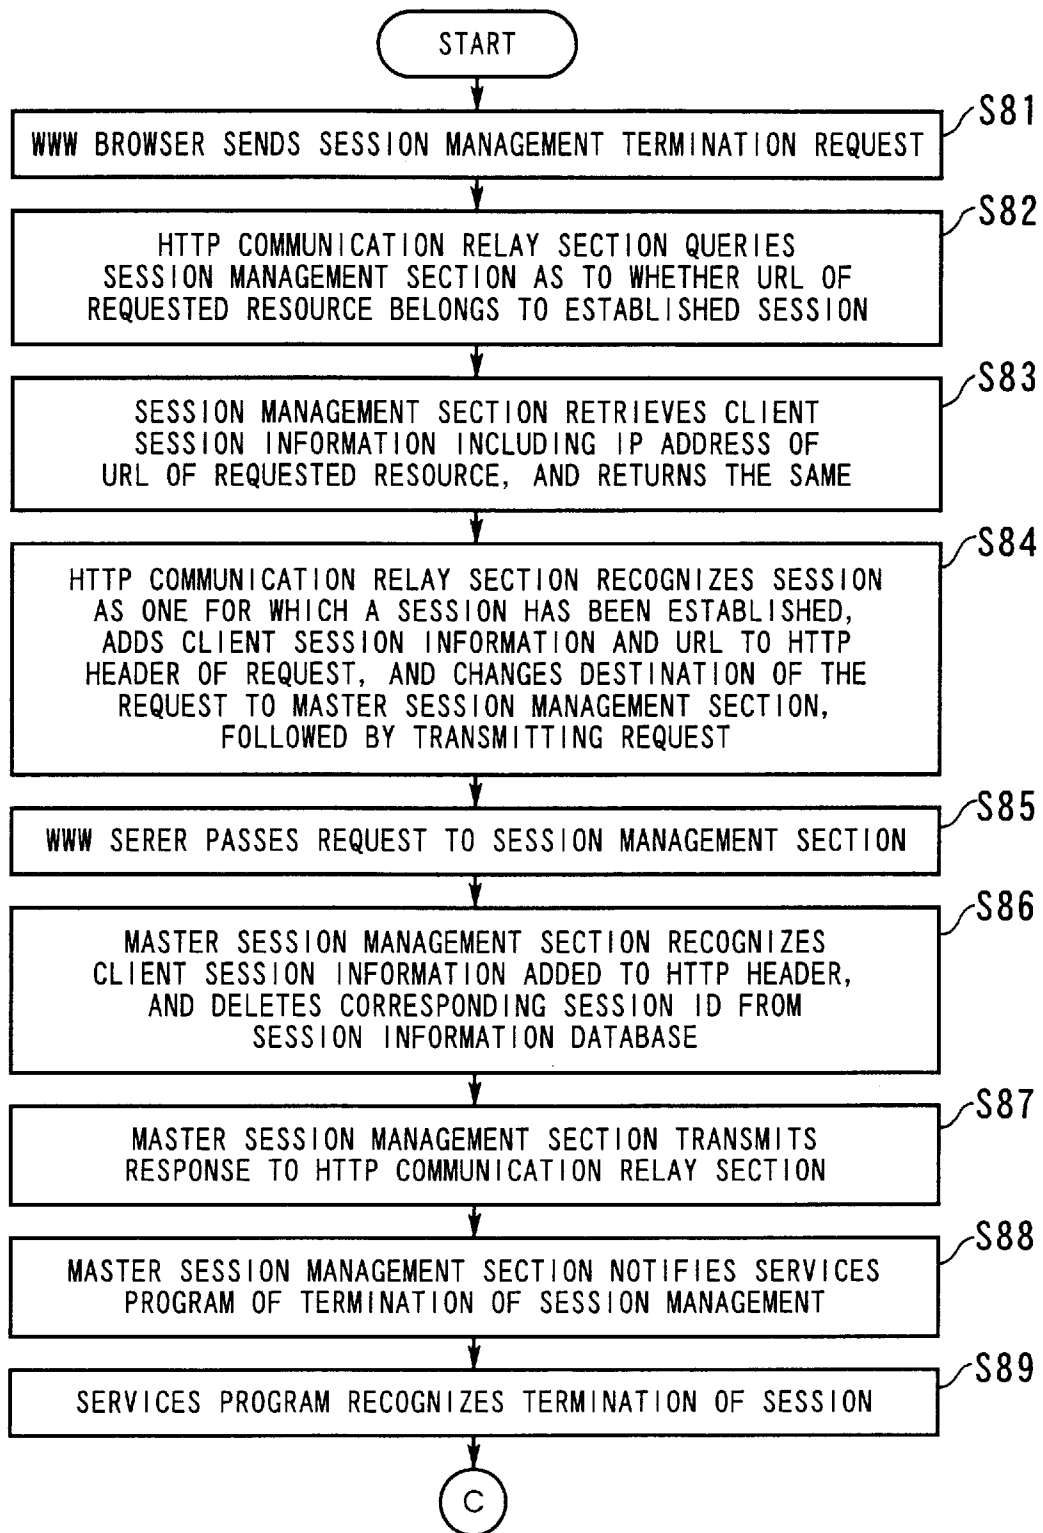 START
S81
WWW BROWSER SENDS SESSION MANAGEMENT TERMINATION REQUEST
S82
HTTP COMMUNICATION RELAY SECTION QUERIES
SESSION MANAGEMENT SECTION AS TO WHETHER URL OF
REQUESTED RESOURCE BELONGS TO ESTABLISHED SESSION
S83
SESSION MANAGEMENT SECTION RETRIEVES CLIENT
SESSION INFORMATION INCLUDING IP ADDRESS OF
URL OF REQUESTED RESOURCE, AND RETURNS THE SAME
S84
HTTP COMMUNICATION RELAY SECTION RECOGNIZES SESSION
AS ONE FOR WHICH A SESSION HAS BEEN ESTABLISHED,
ADDS CLIENT SESSION INFORMATION AND URL TO HTTP
HEADER OF REQUEST, AND CHANGES DESTINATION OF THE
REQUEST TO MASTER SESSION MANAGEMENT SECTION,
FOLLOWED BY TRANSMITTING REQUEST
S85
WWW SERER PASSES REQUEST TO SESSION MANAGEMENT SECTION
S86
MASTER SESSION MANAGEMENT SECTION RECOGNIZES
CLIENT SESSION INFORMATION ADDED TO HTTP HEADER,
AND DELETES CORRESPONDING SESSION ID FROM
SESSION INFORMATION DATABASE
S87
MASTER SESSION MANAGEMENT SECTION TRANSMITS
RESPONSE TO HTTP COMMUNICATION RELAY SECTION
S88
MASTER SESSION MANAGEMENT SECTION NOTIFIES SERVICES
PROGRAM OF TERMINATION OF SESSION MANAGEMENT
S89
SERVICES PROGRAM RECOGNIZES TERMINATION OF SESSION
C